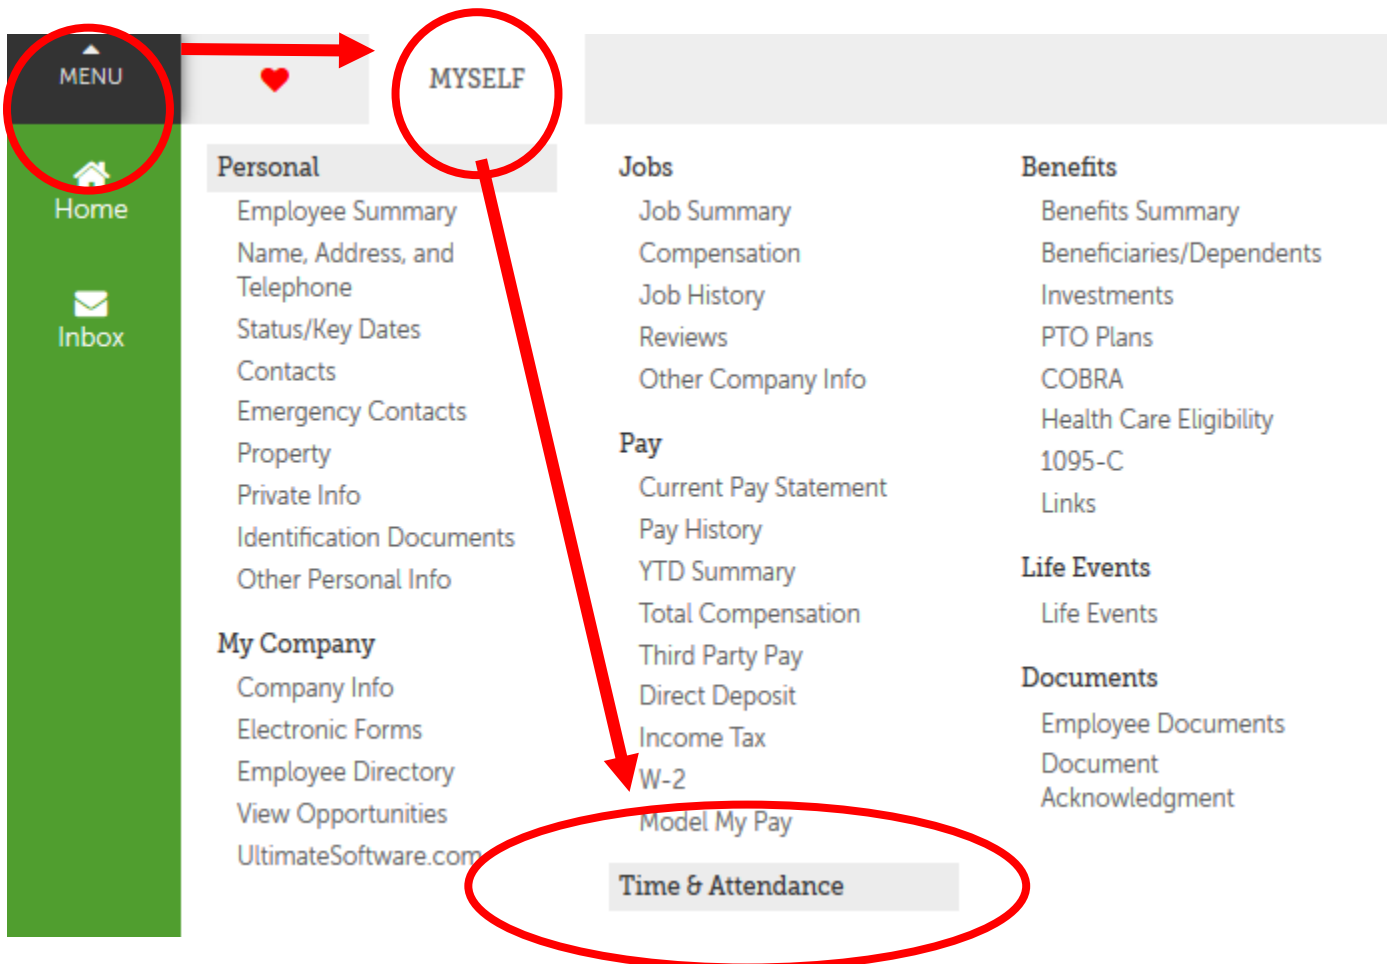 MENU
MYSELF
Home
Inbox
Personal
Employee Summary
Name, Address, and
Telephone
Status/Key Dates
Contacts
Emergency Contacts
Property
Private Info
Identification Documents
Other Personal Info
My Company
Company Info
Electronic Forms
Employee Directory
View Opportunities
UltimateSoftware.com
Jobs
Job Summary
Compensation
Job History
Reviews
Other Company Info
Pay
Current Pay Statement
Pay History
YTD Summary
Total Compensation
Third Party Pay
Direct Deposit
Income Tax
W-2
Model My Pay
Time & Attendance
Benefits
Benefits Summary
Beneficiaries/Dependents
Investments
PTO Plans
COBRA
Health Care Eligibility
1095-C
Links
Life Events
Life Events
Documents
Employee Documents
Document
Acknowledgment